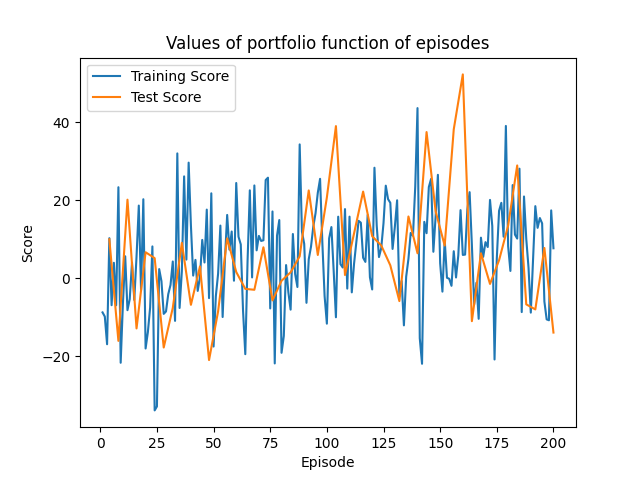 Values of portfolio function of episodes
Training Score
Test Score
40
20
0
−20
Score
0
25
50
75
100
125
150
175
200
Episode